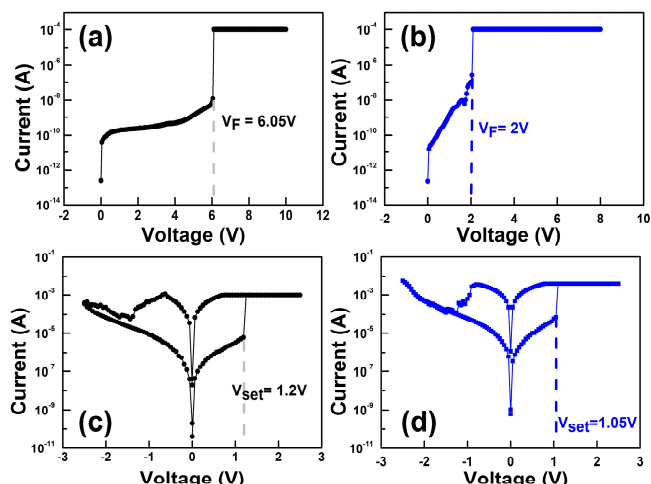 (a)
Current (A)
10⁻⁴
10⁻⁶
10⁻⁸
10⁻¹⁰
10⁻¹²
10⁻¹⁴
V_F = 6.05V
-2 0 2 4 6 8 10 12
Voltage (V)
(b)
Current (A)
10⁻⁴
10⁻⁶
10⁻⁸
10⁻¹⁰
10⁻¹²
10⁻¹⁴
V_F= 2V
-2 0 2 4 6 8
Voltage (V)
(c)
Current (A)
10⁻¹
10⁻³
10⁻⁵
10⁻⁷
10⁻⁹
10⁻¹¹
V_set= 1.2V
-3 -2 -1 0 1 2 3
Voltage (V)
(d)
Current (A)
10⁻¹
10⁻³
10⁻⁵
10⁻⁷
10⁻⁹
10⁻¹¹
V_set=1.05V
-3 -2 -1 0 1 2 3
Voltage (V)